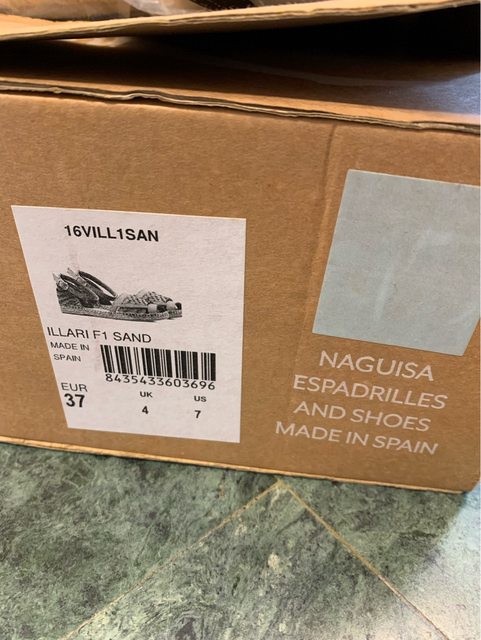 16VILL1SAN
ILLARI F1 SAND
MADE IN
SPAIN
8435433603696
EUR
37
UK
4
US
7
NAGUISA
ESPADRILLES
AND SHOES
MADE IN SPAIN